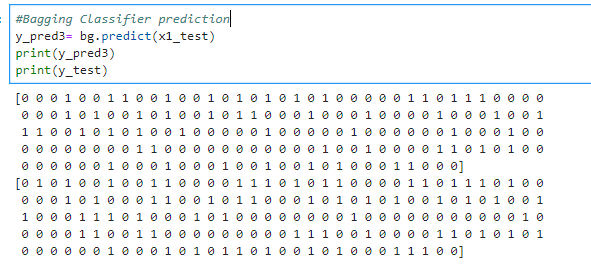 #Bagging Classifier prediction
y_pred3= bg.predict(x1_test)
print(y_pred3)
print(y_test)
[0 0 0 1 0 0 1 1 0 0 1 0 0 1 0 1 0 1 0 1 0 1 0 0 0 0 0 1 1 0 1 1 1 0 0 0 0
0 0 0 1 0 1 0 0 1 0 1 0 0 1 0 1 1 0 0 0 1 0 0 0 1 0 0 0 0 1 0 0 0 1 0 0 1
1 1 0 0 1 0 1 0 1 0 0 1 0 0 0 0 0 1 0 0 0 0 0 1 0 0 0 0 0 0 1 0 0 0 1 0 0
0 0 0 0 0 0 0 0 1 1 0 0 0 0 0 0 0 0 0 0 0 1 0 0 1 0 0 0 0 1 1 0 1 0 1 0 0
0 0 0 0 0 0 1 0 0 0 1 0 0 0 1 0 0 1 0 0 1 0 1 0 0 0 1 1 0 0 0]
[0 1 0 1 0 0 1 0 0 1 1 0 0 0 0 1 1 1 0 1 0 1 1 0 0 0 0 1 1 0 1 1 1 0 1 0 0
0 0 0 1 0 1 0 0 1 0 1 0 0 1 0 1 1 0 0 1 1 0 0 0 1 0 1 0 0 1 0 1 0 1 0 0 1
1 0 0 0 1 1 1 0 1 0 0 0 1 0 1 0 0 0 0 0 0 0 0 1 0 0 0 0 0 0 0 0 0 0 0 1 0
0 0 0 0 1 1 0 0 1 1 0 0 0 0 0 0 0 0 0 1 1 1 0 0 1 0 0 0 0 1 1 0 1 0 1 0 1
0 0 0 0 0 0 1 0 0 0 1 0 1 0 1 1 0 1 0 0 1 0 1 0 0 0 1 1 1 0 0]